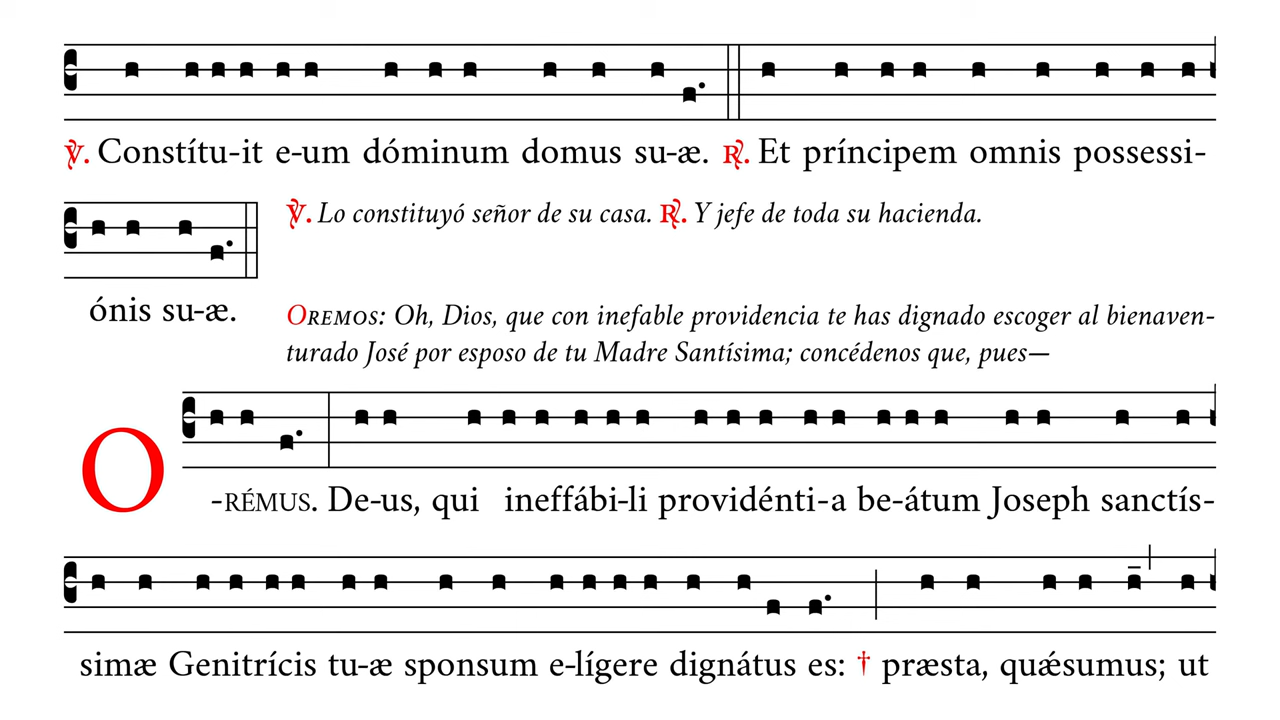 ℣. Constítu-it e-um dóminum domus su-æ. ℟. Et príncipem omnis possessi-
℣. Lo constituyó señor de su casa. ℟. Y jefe de toda su hacienda.
ónis su-æ.
OREMOS: Oh, Dios, que con inefable providencia te has dignado escoger al bienaven-
turado José por esposo de tu Madre Santísima; concédenos que, pues—
O-RÉMUS. De-us, qui ineffábi-li providénti-a be-átum Joseph sanctís-
simæ Genitrícis tu-æ sponsum e-lígere dignátus es: † præsta, quǽsumus; ut